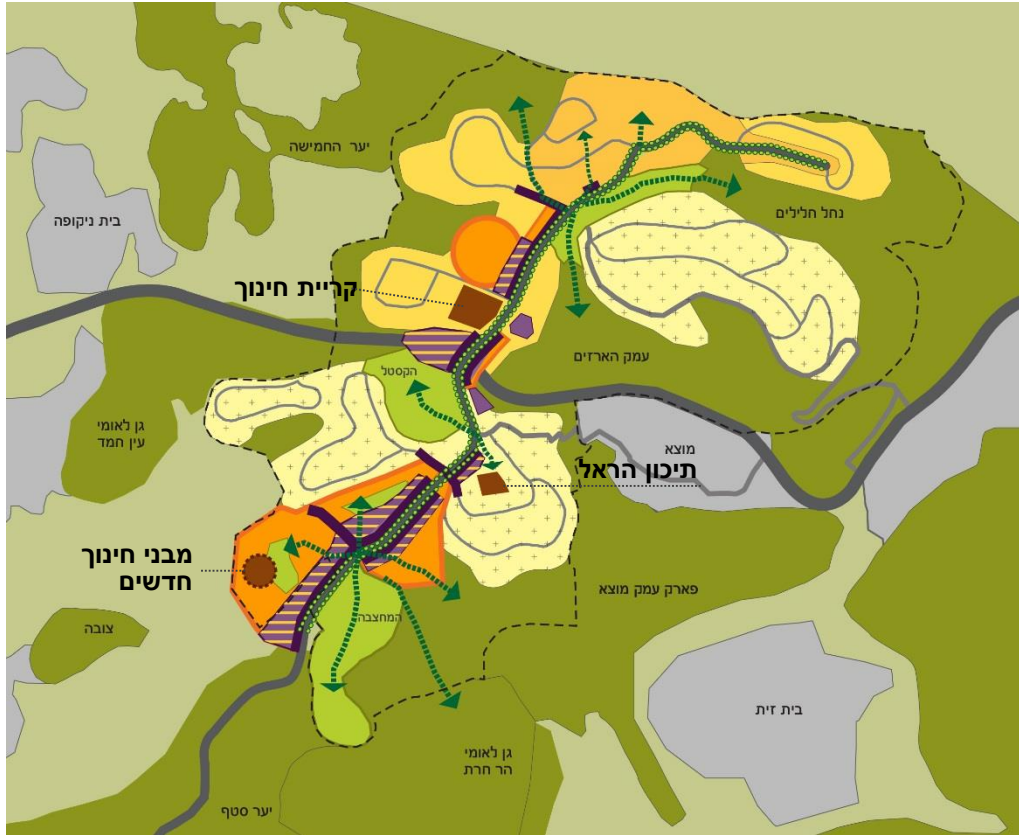 יער החמישה
נחל חלילים
בית ניקופה
קריית חינוך
עמק הארזים
הקסטל
גן לאומי
עין חמד
מוצא
תיכון הראל
מבני חינוך
חדשים
פארק עמק מוצא
המחצבה
צובה
בית זית
גן לאומי
הר חרת
יער סטף